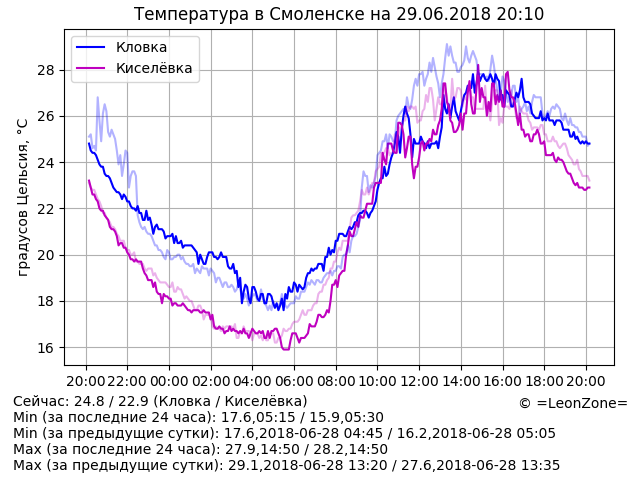 Температура в Смоленске на 29.06.2018 20:10
Кловка
Киселёвка
градусов Цельсия, °C
28
26
24
22
20
18
16
20:00 22:00 00:00 02:00 04:00 06:00 08:00 10:00 12:00 14:00 16:00 18:00 20:00
Сейчас: 24.8 / 22.9 (Кловка / Киселёвка)
© =LeonZone=
Min (за последние 24 часа): 17.6,05:15 / 15.9,05:30
Min (за предыдущие сутки): 17.6,2018-06-28 04:45 / 16.2,2018-06-28 05:05
Max (за последние 24 часа): 27.9,14:50 / 28.2,14:50
Max (за предыдущие сутки): 29.1,2018-06-28 13:20 / 27.6,2018-06-28 13:35